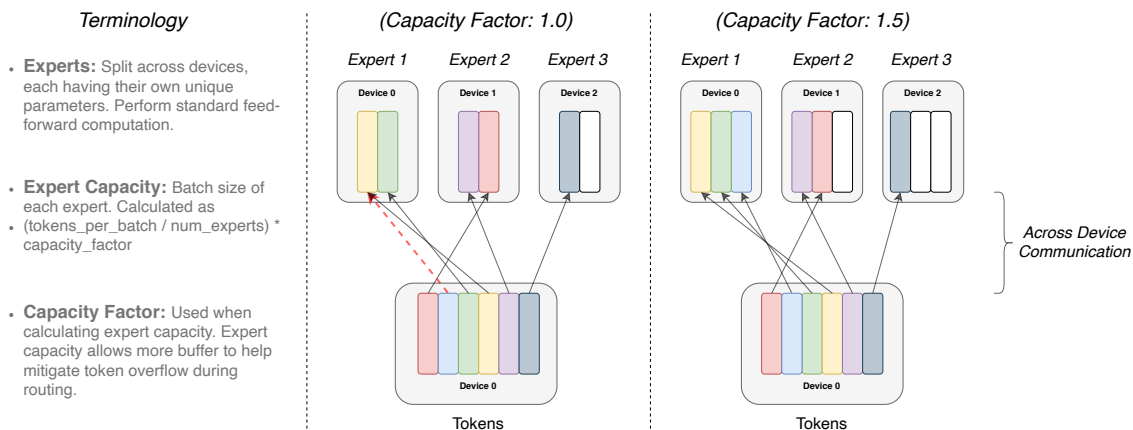 Terminology
• Experts: Split across devices,
each having their own unique
parameters. Perform standard feed-
forward computation.
• Expert Capacity: Batch size of
each expert. Calculated as
• (tokens_per_batch / num_experts) *
capacity_factor
• Capacity Factor: Used when
calculating expert capacity. Expert
capacity allows more buffer to help
mitigate token overflow during
routing.
(Capacity Factor: 1.0)
Expert 1 Expert 2 Expert 3
Device 0 Device 1 Device 2
Device 0
Tokens
(Capacity Factor: 1.5)
Expert 1 Expert 2 Expert 3
Device 0 Device 1 Device 2
Device 0
Tokens
Across Device
Communication